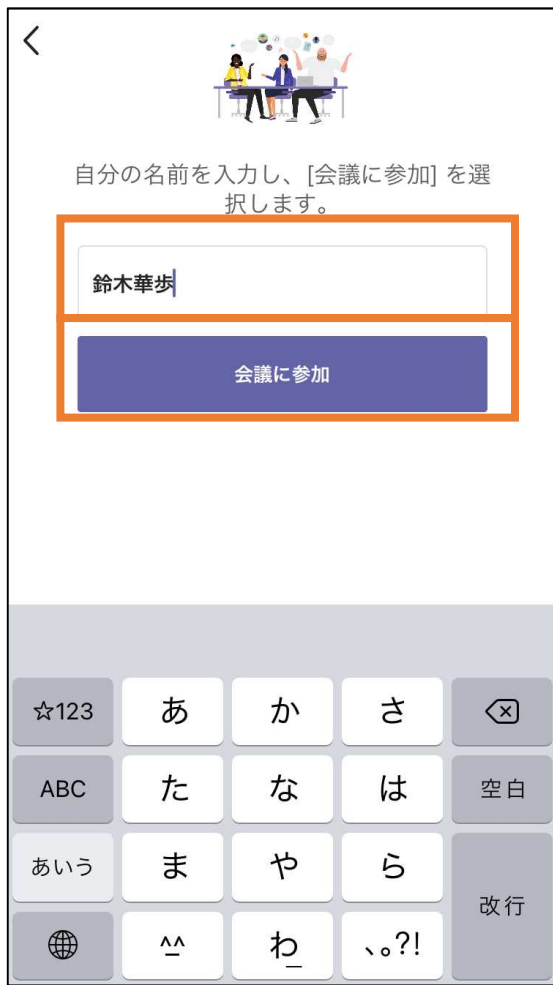 自分の名前を入力し、[会議に参加] を選
択します。
鈴木華歩
会議に参加
☆123 あ か さ
ABC た な は 空白
あいう ま や ら
改行
^^ わ 、。?!